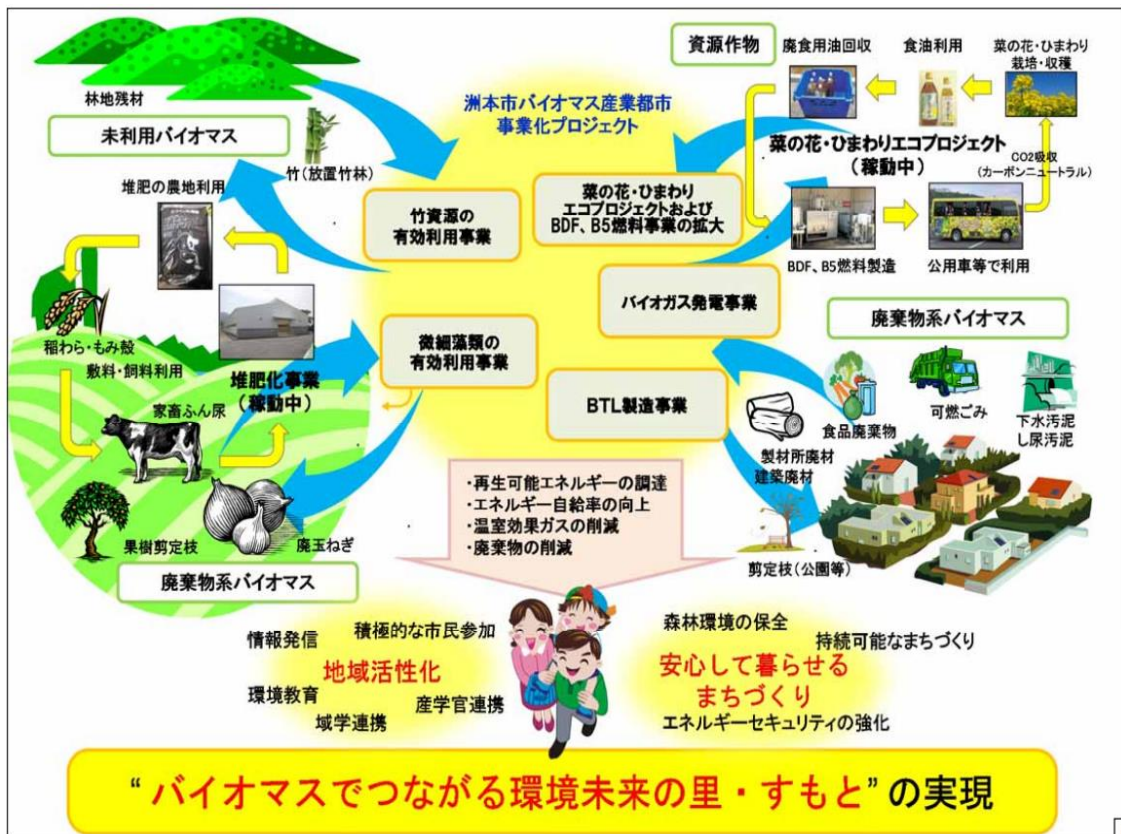 林地残材
未利用バイオマス
竹(放置竹林)
堆肥の農地利用
稲わら・もみ殻
敷料・飼料利用
家畜ふん尿
堆肥化事業
(稼動中)
果樹剪定枝
廃玉ねぎ
廃棄物系バイオマス
洲本市バイオマス産業都市
事業化プロジェクト
竹資源の
有効利用事業
菜の花・ひまわり
エコプロジェクトおよび
BDF、B5燃料事業の拡大
バイオガス発電事業
微細藻類の
有効利用事業
BTL製造事業
資源作物
廃食用油回収
食油利用
菜の花・ひまわり
栽培・収穫
菜の花・ひまわりエコプロジェクト
(稼動中)
CO2吸収
(カーボンニュートラル)
BDF、B5燃料製造
公用車等で利用
廃棄物系バイオマス
食品廃棄物
可燃ごみ
下水汚泥
し尿汚泥
製材所廃材
建築廃材
剪定枝(公園等)
・再生可能エネルギーの調達
・エネルギー自給率の向上
・温室効果ガスの削減
・廃棄物の削減
情報発信
積極的な市民参加
地域活性化
環境教育
産学官連携
域学連携
森林環境の保全
持続可能なまちづくり
安心して暮らせる
まちづくり
エネルギーセキュリティの強化
“バイオマスでつながる環境未来の里・すもと”の実現